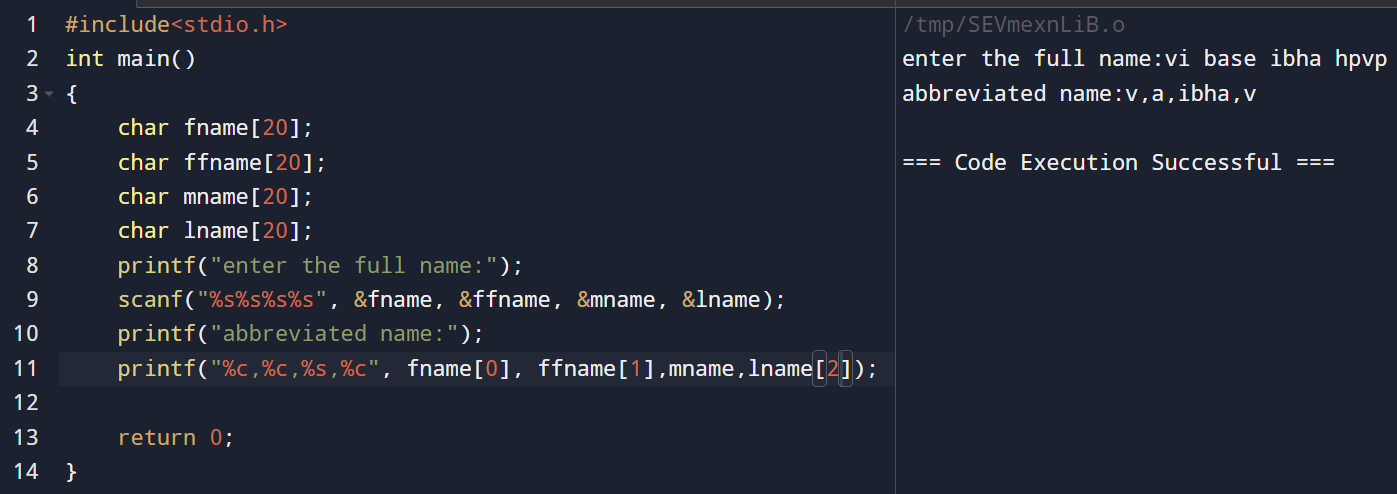 1 #include<stdio.h>
2 int main()
3 {
4 char fname[20];
5 char ffname[20];
6 char mname[20];
7 char lname[20];
8 printf("enter the full name:");
9 scanf("%s%s%s%s", &fname, &ffname, &mname, &lname);
10 printf("abbreviated name:");
11 printf("%c,%c,%s,%c", fname[0], ffname[1],mname,lname[2]);
12
13 return 0;
14 }
/tmp/SEVmexnLiB.o
enter the full name:vi base ibha hpvp
abbreviated name:v,a,ibha,v
=== Code Execution Successful ===